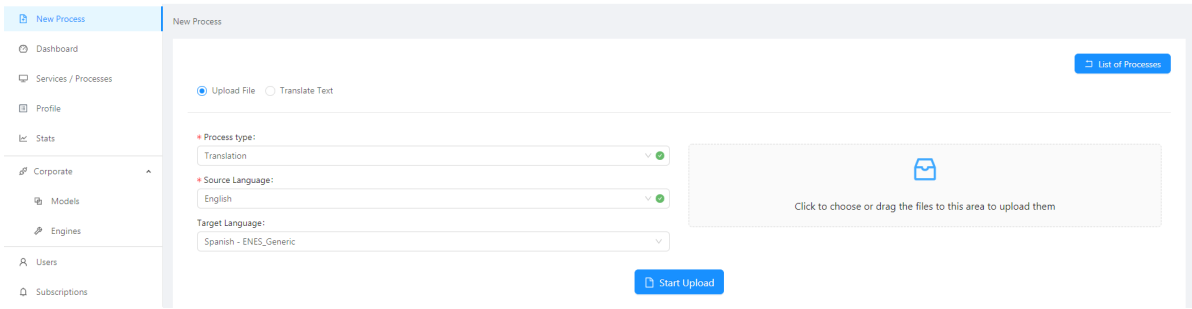 New Process
Dashboard
Services / Processes
Profile
Stats
Corporate
Models
Engines
Users
Subscriptions
New Process
List of Processes
Upload File
Translate Text
* Process type:
Translation
* Source Language:
English
Target Language:
Spanish - ENES_Generic
Click to choose or drag the files to this area to upload them
Start Upload